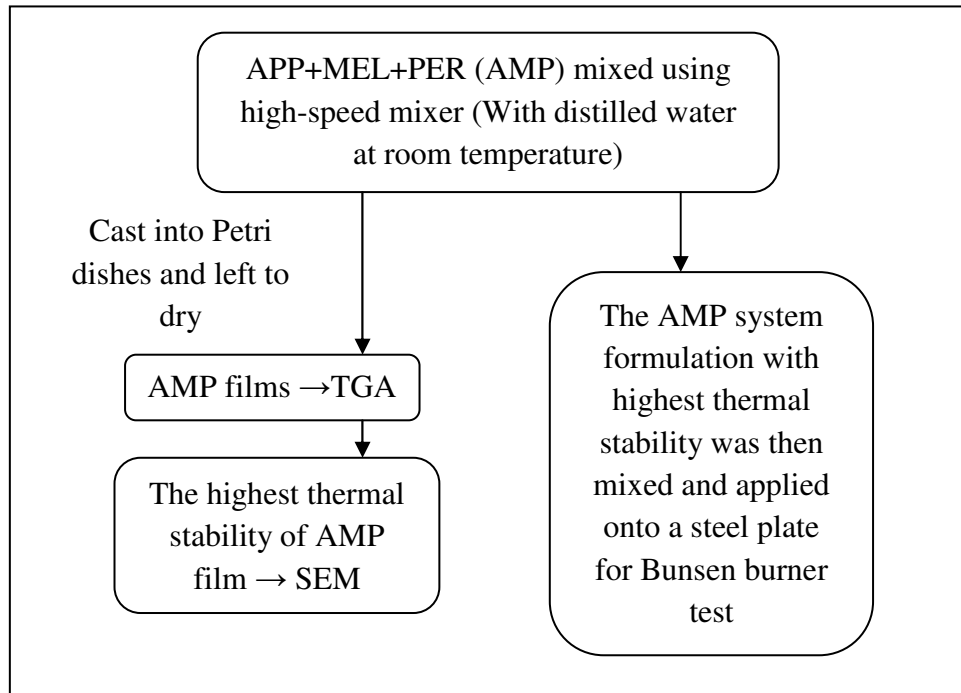 APP+MEL+PER (AMP) mixed using
high-speed mixer (With distilled water
at room temperature)
Cast into Petri
dishes and left to
dry
AMP films →TGA
The highest thermal
stability of AMP
film → SEM
The AMP system
formulation with
highest thermal
stability was then
mixed and applied
onto a steel plate
for Bunsen burner
test